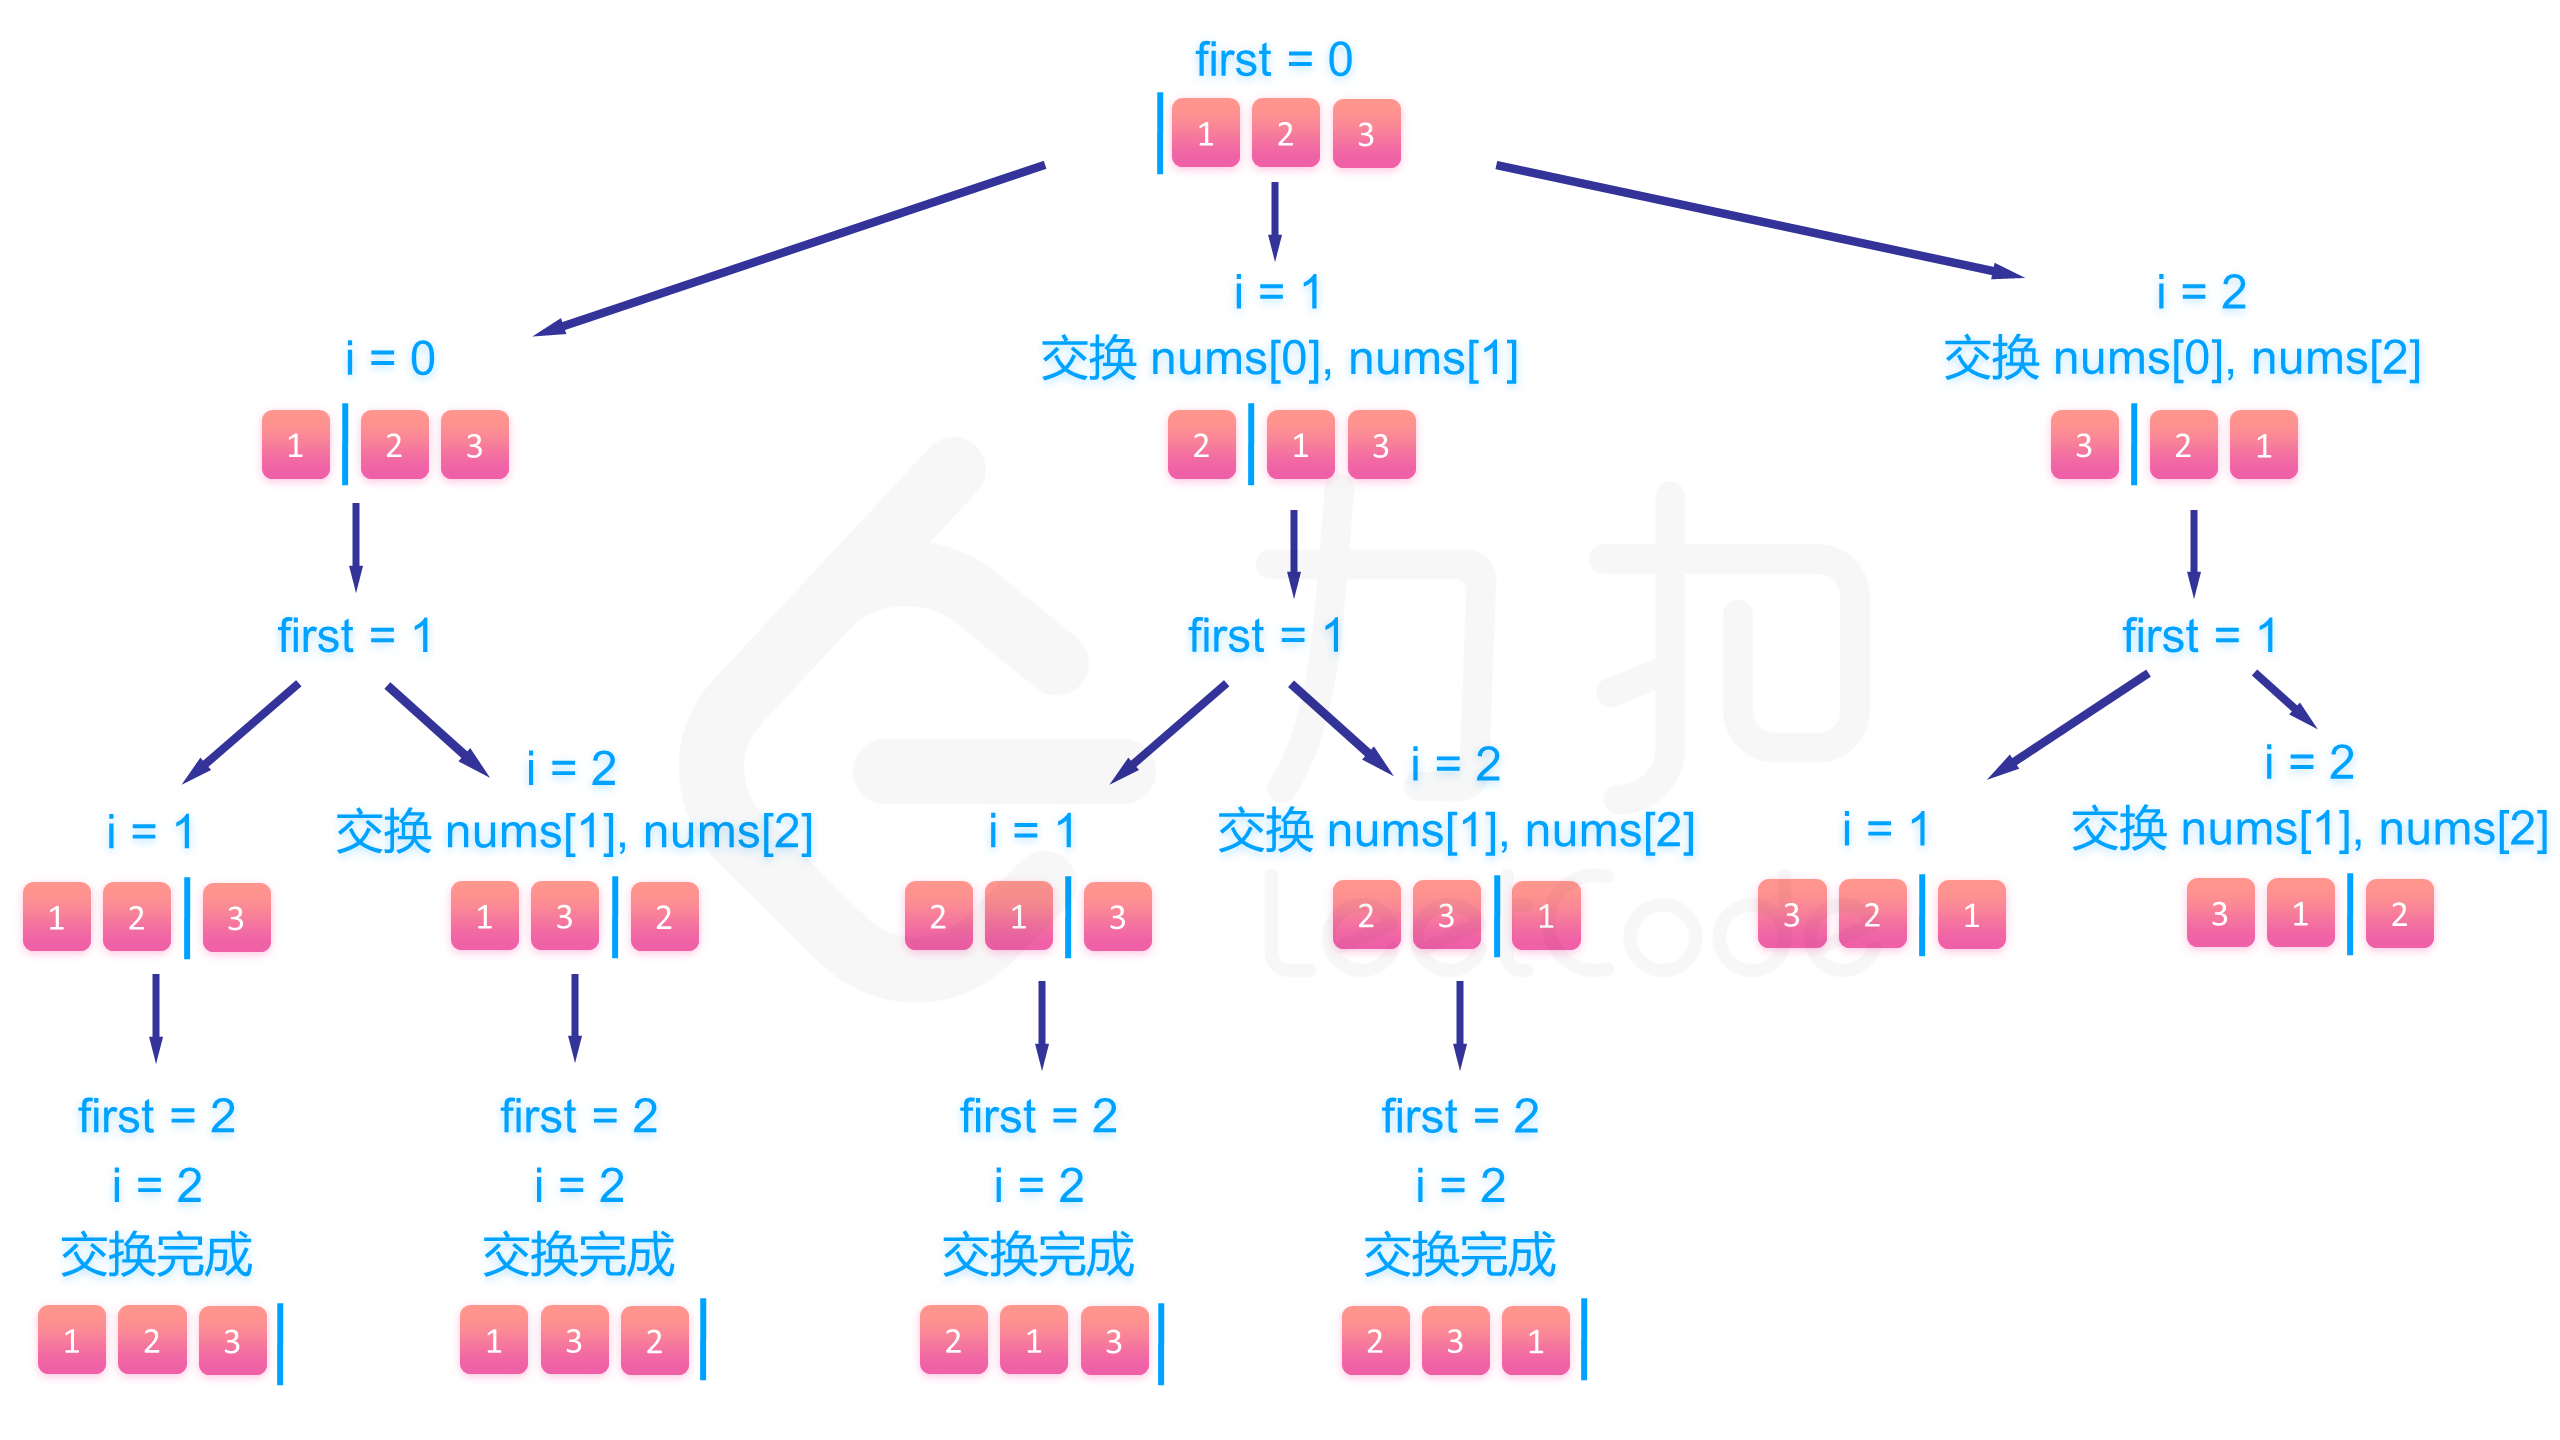 first = 0
1 2 3
i = 0
1 2 3
i = 1
交换 nums[0], nums[1]
2 1 3
i = 2
交换 nums[0], nums[2]
3 2 1
first = 1
first = 1
first = 1
i = 1
1 2 3
i = 2
交换 nums[1], nums[2]
1 3 2
i = 1
2 1 3
i = 2
交换 nums[1], nums[2]
2 3 1
i = 1
3 2 1
i = 2
交换 nums[1], nums[2]
3 1 2
first = 2
i = 2
交换完成
1 2 3
first = 2
i = 2
交换完成
1 3 2
first = 2
i = 2
交换完成
2 1 3
first = 2
i = 2
交换完成
2 3 1
力扣
LeetCode